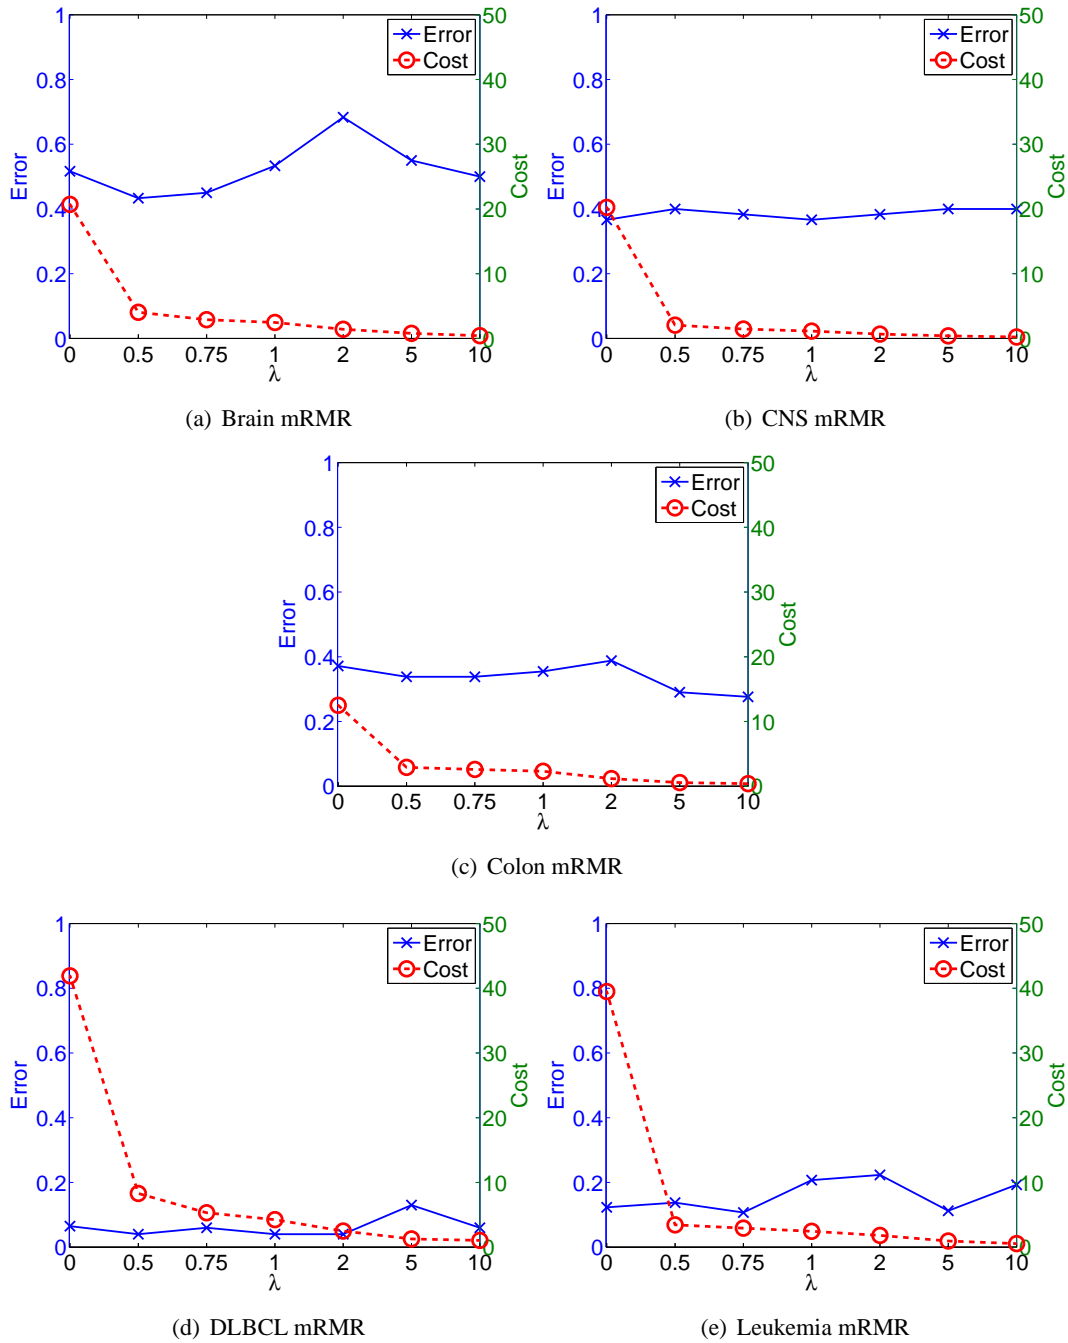 1
0.8
0.6
0.4
0.2
0
Error
50
40
30
20
10
0
Cost
Error
Cost
0 0.5 0.75 1 2 5 10
λ
(a) Brain mRMR
1
0.8
0.6
0.4
0.2
0
Error
50
40
30
20
10
0
Cost
Error
Cost
0 0.5 0.75 1 2 5 10
λ
(b) CNS mRMR
1
0.8
0.6
0.4
0.2
0
Error
50
40
30
20
10
0
Cost
Error
Cost
0 0.5 0.75 1 2 5 10
λ
(c) Colon mRMR
1
0.8
0.6
0.4
0.2
0
Error
50
40
30
20
10
0
Cost
Error
Cost
0 0.5 0.75 1 2 5 10
λ
(d) DLBCL mRMR
1
0.8
0.6
0.4
0.2
0
Error
50
40
30
20
10
0
Cost
Error
Cost
0 0.5 0.75 1 2 5 10
λ
(e) Leukemia mRMR